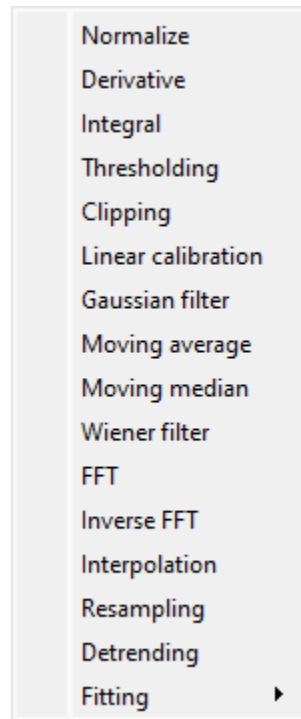 Normalize
Derivative
Integral
Thresholding
Clipping
Linear calibration
Gaussian filter
Moving average
Moving median
Wiener filter
FFT
Inverse FFT
Interpolation
Resampling
Detrending
Fitting